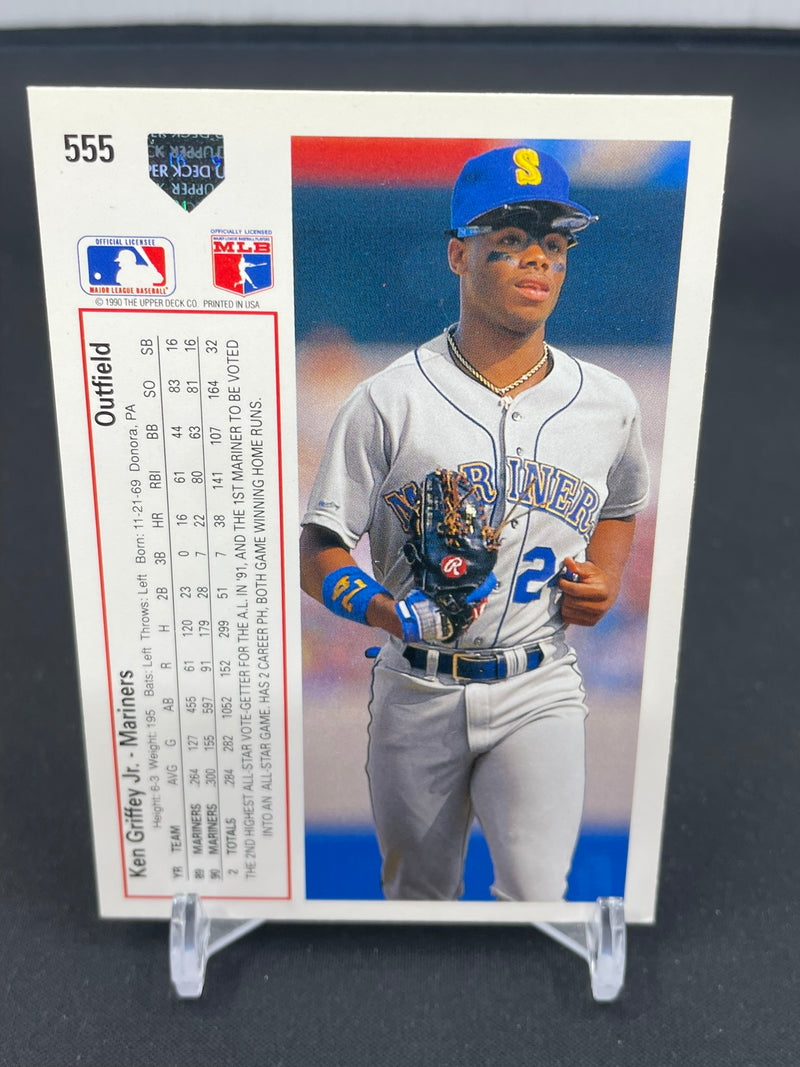 555
UPPER DECK
OFFICIAL LICENSEE
MAJOR LEAGUE BASEBALL
OFFICIALLY LICENSED
MAJOR LEAGUE BASEBALL PLAYERS
MLB
© 1990 THE UPPER DECK CO. PRINTED IN USA
Ken Griffey Jr. - Mariners Outfield
Height: 6-3 Weight: 195 Bats: Left Throws: Left Born: 11-21-69 Donora, PA
YR TEAM AVG G AB R H 2B 3B HR RBI BB SO SB
89 MARINERS .264 127 455 61 120 23 0 16 61 44 83 16
90 MARINERS .300 155 597 91 179 28 7 22 80 63 81 16
2 TOTALS .284 282 1052 152 299 51 7 38 141 107 164 32
THE 2ND HIGHEST ALL-STAR VOTE-GETTER FOR THE A.L. IN '91, AND THE 1ST MARINER TO BE VOTED
INTO AN ALL-STAR GAME. HAS 2 CAREER PH, BOTH GAME WINNING HOME RUNS.
S
MARINERS
R
2
24